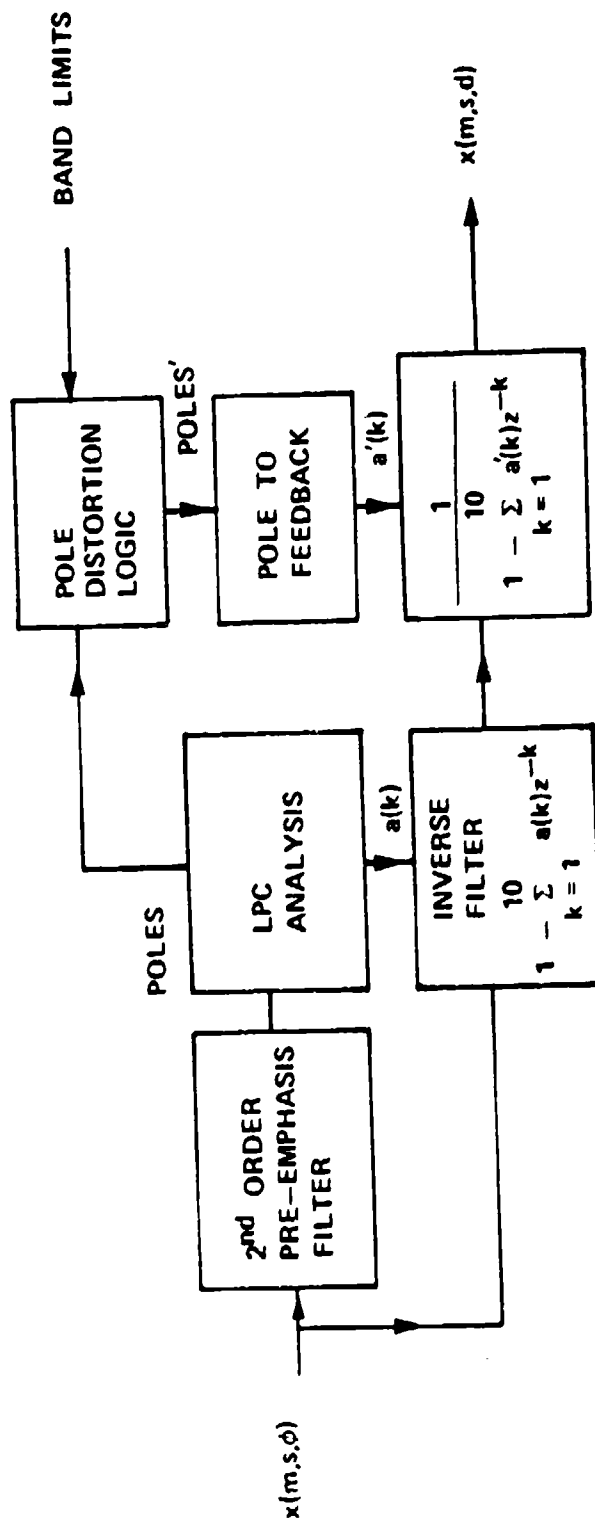 BAND LIMITS
POLE
DISTORTION
LOGIC
POLES
POLES'
2nd ORDER
PRE-EMPHASIS
FILTER
LPC
ANALYSIS
POLE TO
FEEDBACK
a(k)
a'(k)
x(m,s,ϕ)
INVERSE
FILTER
10
1 - Σ a(k)z^-k
k = 1
1
10
1 - Σ a'(k)z^-k
k = 1
x(m,s,d)